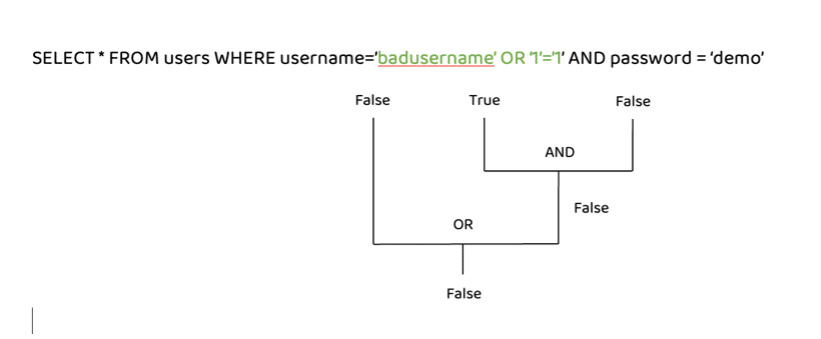 SELECT * FROM users WHERE username='badusername' OR '1'='1' AND password = 'demo'
False True False
AND
False
OR
False